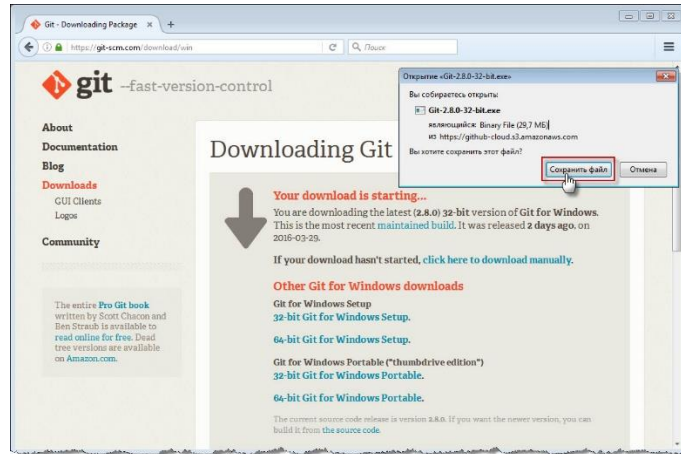 Git - Downloading Package
https://git-scm.com/download/win
Поиск
git --fast-version-control
Открытие «Git-2.8.0-32-bit.exe»
Вы собираетесь открыть:
Git-2.8.0-32-bit.exe
являющийся: Binary File (29,7 МБ)
из https://github-cloud.s3.amazonaws.com
Вы хотите сохранить этот файл?
Сохранить файл
Отмена
About
Documentation
Blog
Downloads
GUI Clients
Logos
Community
The entire Pro Git book
written by Scott Chacon and
Ben Straub is available to
read online for free. Dead
tree versions are available
on Amazon.com.
Downloading Git
Your download is starting...
You are downloading the latest (2.8.0) 32-bit version of Git for Windows.
This is the most recent maintained build. It was released 2 days ago, on
2016-03-29.
If your download hasn't started, click here to download manually.
Other Git for Windows downloads
Git for Windows Setup
32-bit Git for Windows Setup.
64-bit Git for Windows Setup.
Git for Windows Portable ("thumbdrive edition")
32-bit Git for Windows Portable.
64-bit Git for Windows Portable.
The current source code release is version 2.8.0. If you want the newer version, you can
build it from the source code.